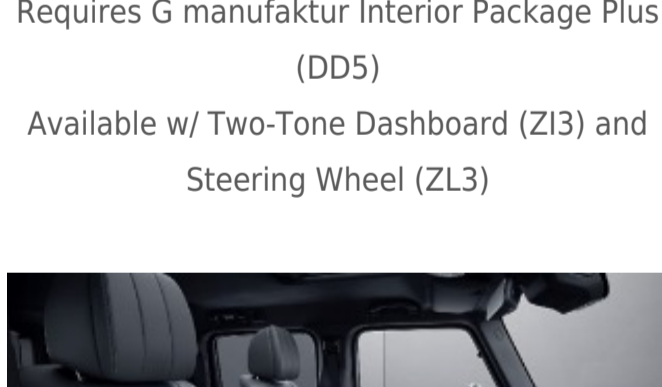 Requires G manufaktur Interior Package Plus
(DD5)
Available w/ Two-Tone Dashboard (ZI3) and
Steering Wheel (ZL3)